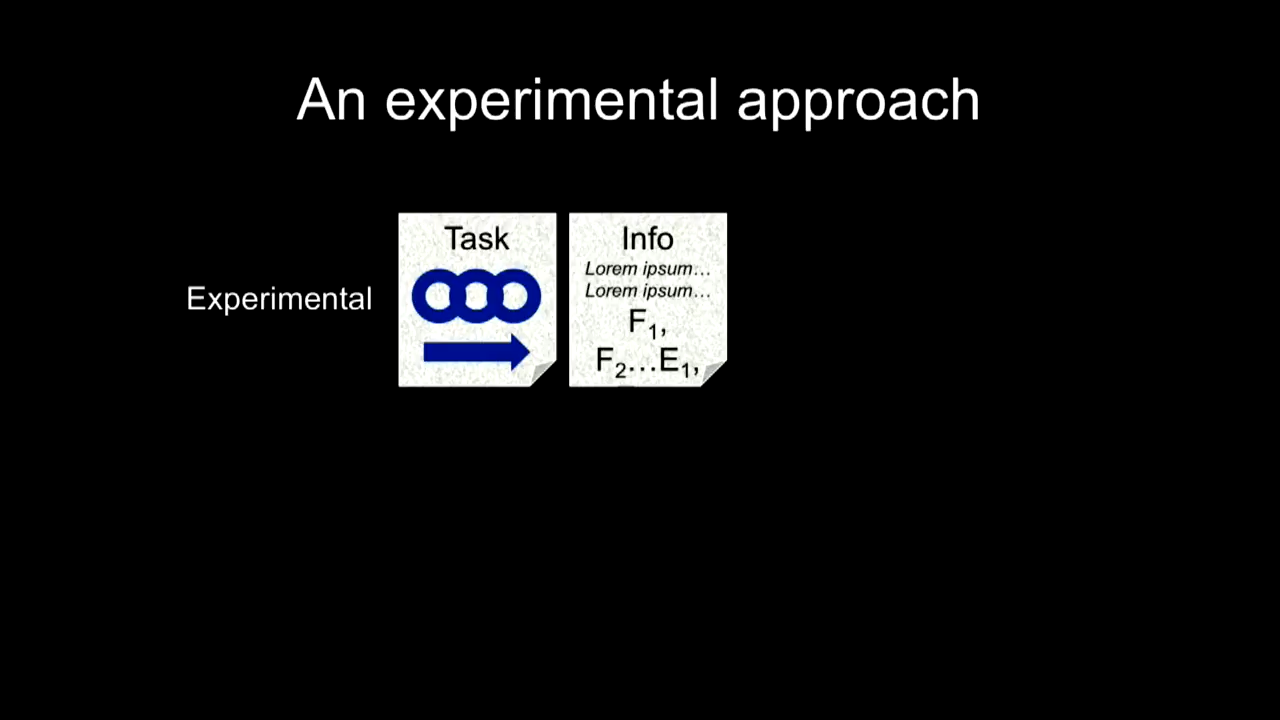 An experimental approach
Experimental
Task
Info
Lorem ipsum…
Lorem ipsum…
F₁,
F₂…E₁,